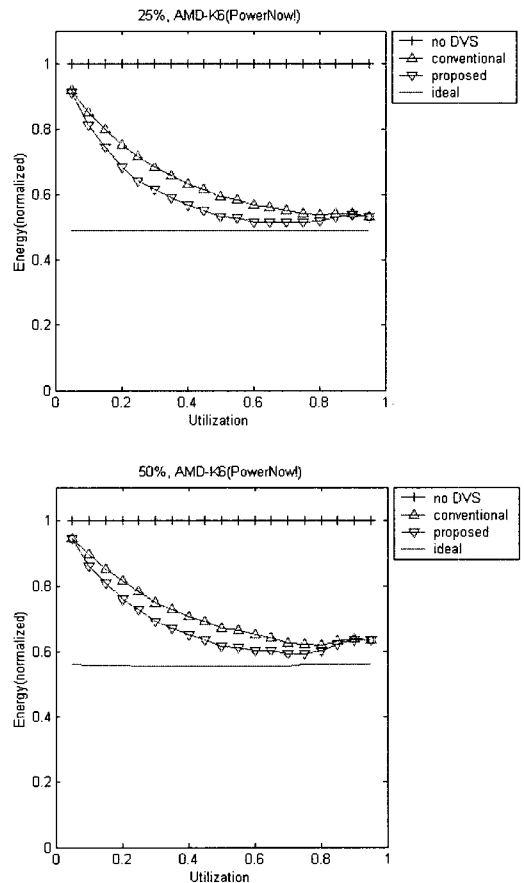 25%, AMD-K6(PowerNow!)
no DVS
conventional
proposed
ideal
1
0.8
0.6
0.4
0.2
0
Energy(normalized)
0 0.2 0.4 0.6 0.8 1
Utilization
50%, AMD-K6(PowerNow!)
no DVS
conventional
proposed
ideal
1
0.8
0.6
0.4
0.2
0
Energy(normalized)
0 0.2 0.4 0.6 0.8 1
Utilization